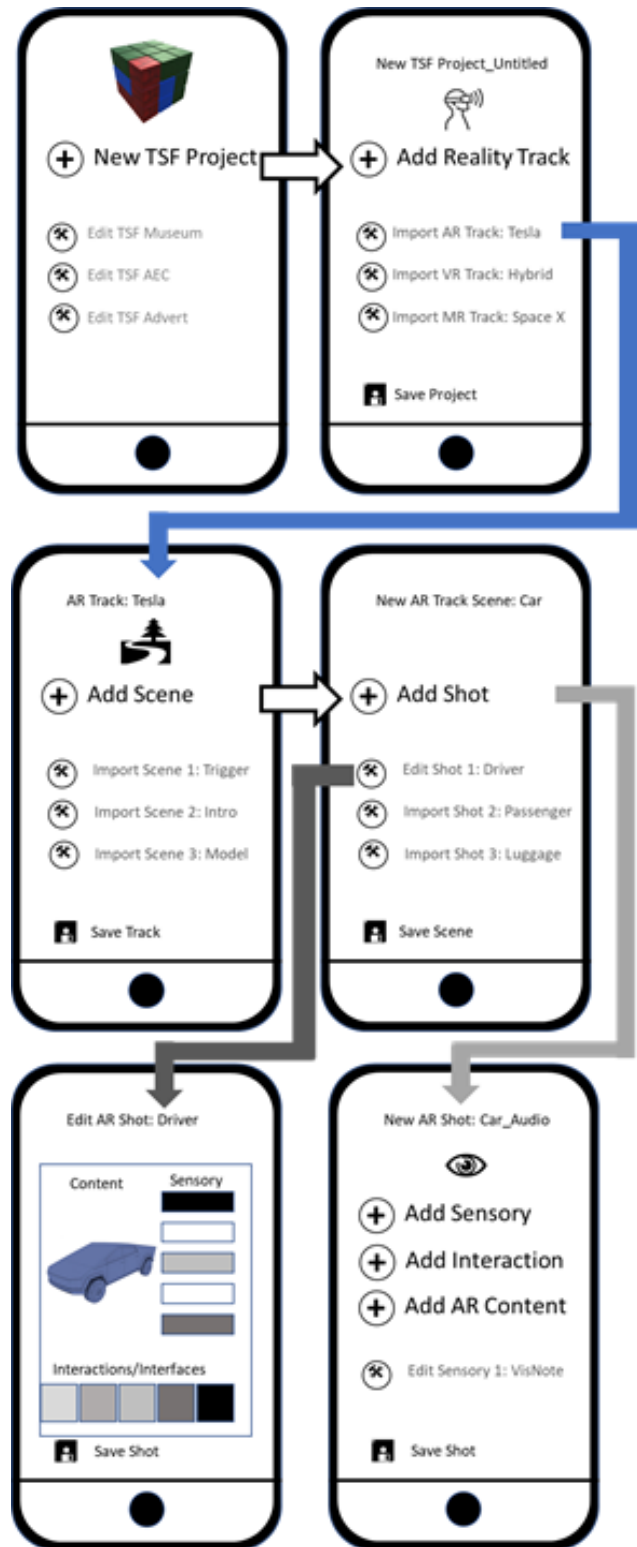 New TSF Project
Edit TSF Museum
Edit TSF AEC
Edit TSF Advert
New TSF Project_Untitled
Add Reality Track
Import AR Track: Tesla
Import VR Track: Hybrid
Import MR Track: Space X
Save Project
AR Track: Tesla
Add Scene
Import Scene 1: Trigger
Import Scene 2: Intro
Import Scene 3: Model
Save Track
New AR Track Scene: Car
Add Shot
Edit Shot 1: Driver
Import Shot 2: Passenger
Import Shot 3: Luggage
Save Scene
Edit AR Shot: Driver
Content
Sensory
Interactions/Interfaces
Save Shot
New AR Shot: Car_Audio
Add Sensory
Add Interaction
Add AR Content
Edit Sensory 1: VisNote
Save Shot